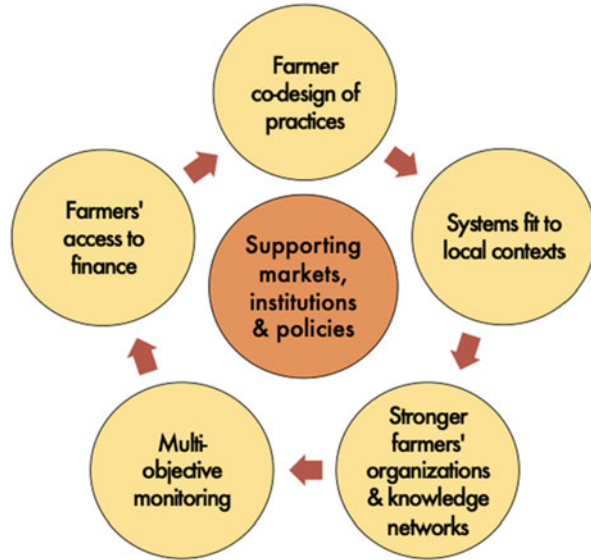 Farmer
co-design of
practices
Systems fit to
local contexts
Stronger
farmers'
organizations
& knowledge
networks
Multi-
objective
monitoring
Farmers'
access to
finance
Supporting
markets,
institutions
& policies